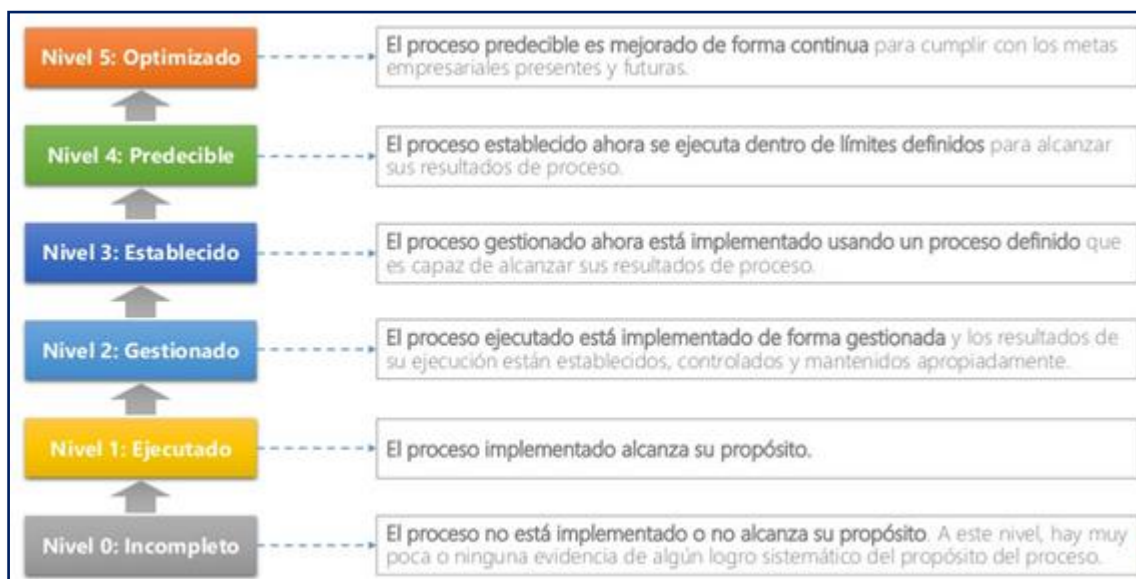 Nivel 5: Optimizado
El proceso predecible es mejorado de forma continua para cumplir con los metas
empresariales presentes y futuras.
Nivel 4: Predecible
El proceso establecido ahora se ejecuta dentro de límites definidos para alcanzar
sus resultados de proceso.
Nivel 3: Establecido
El proceso gestionado ahora está implementado usando un proceso definido que
es capaz de alcanzar sus resultados de proceso.
Nivel 2: Gestionado
El proceso ejecutado está implementado de forma gestionada y los resultados de
su ejecución están establecidos, controlados y mantenidos apropiadamente.
Nivel 1: Ejecutado
El proceso implementado alcanza su propósito.
Nivel 0: Incompleto
El proceso no está implementado o no alcanza su propósito. A este nivel, hay muy
poca o ninguna evidencia de algún logro sistemático del propósito del proceso.